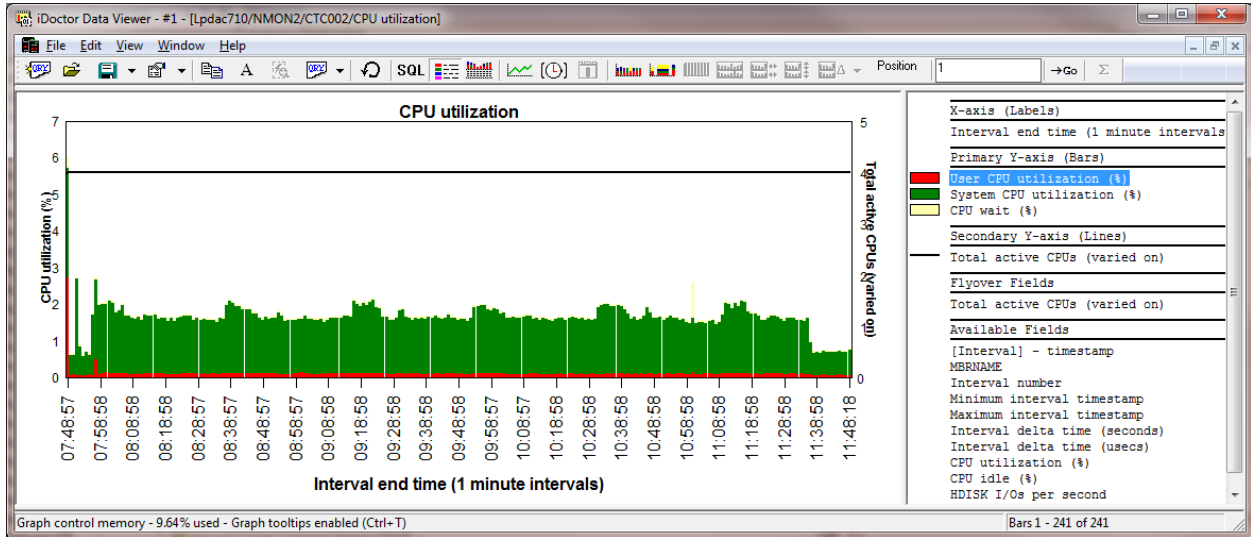 iDoctor Data Viewer - #1 - [Lpdac710/NMON2/CTC002/CPU utilization]
File Edit View Window Help
SQL Position 1 →Go Σ
CPU utilization
7
6
5
4
3
2
1
0
CPU utilization (%)
5
4
3
2
1
0
Total active CPUs (varied on)
07:48:57
07:58:58
08:08:58
08:18:58
08:28:57
08:38:57
08:48:58
08:58:57
09:08:58
09:18:58
09:28:58
09:38:58
09:48:58
09:58:57
10:08:57
10:18:58
10:28:58
10:38:58
10:48:58
10:58:58
11:08:58
11:18:58
11:28:58
11:38:58
11:48:18
Interval end time (1 minute intervals)
X-axis (Labels)
Interval end time (1 minute intervals
Primary Y-axis (Bars)
User CPU utilization (%)
System CPU utilization (%)
CPU wait (%)
Secondary Y-axis (Lines)
Total active CPUs (varied on)
Flyover Fields
Total active CPUs (varied on)
Available Fields
[Interval] - timestamp
MBRNAME
Interval number
Minimum interval timestamp
Maximum interval timestamp
Interval delta time (seconds)
Interval delta time (usecs)
CPU utilization (%)
CPU idle (%)
HDISK I/Os per second
Graph control memory - 9.64% used - Graph tooltips enabled (Ctrl+T)
Bars 1 - 241 of 241